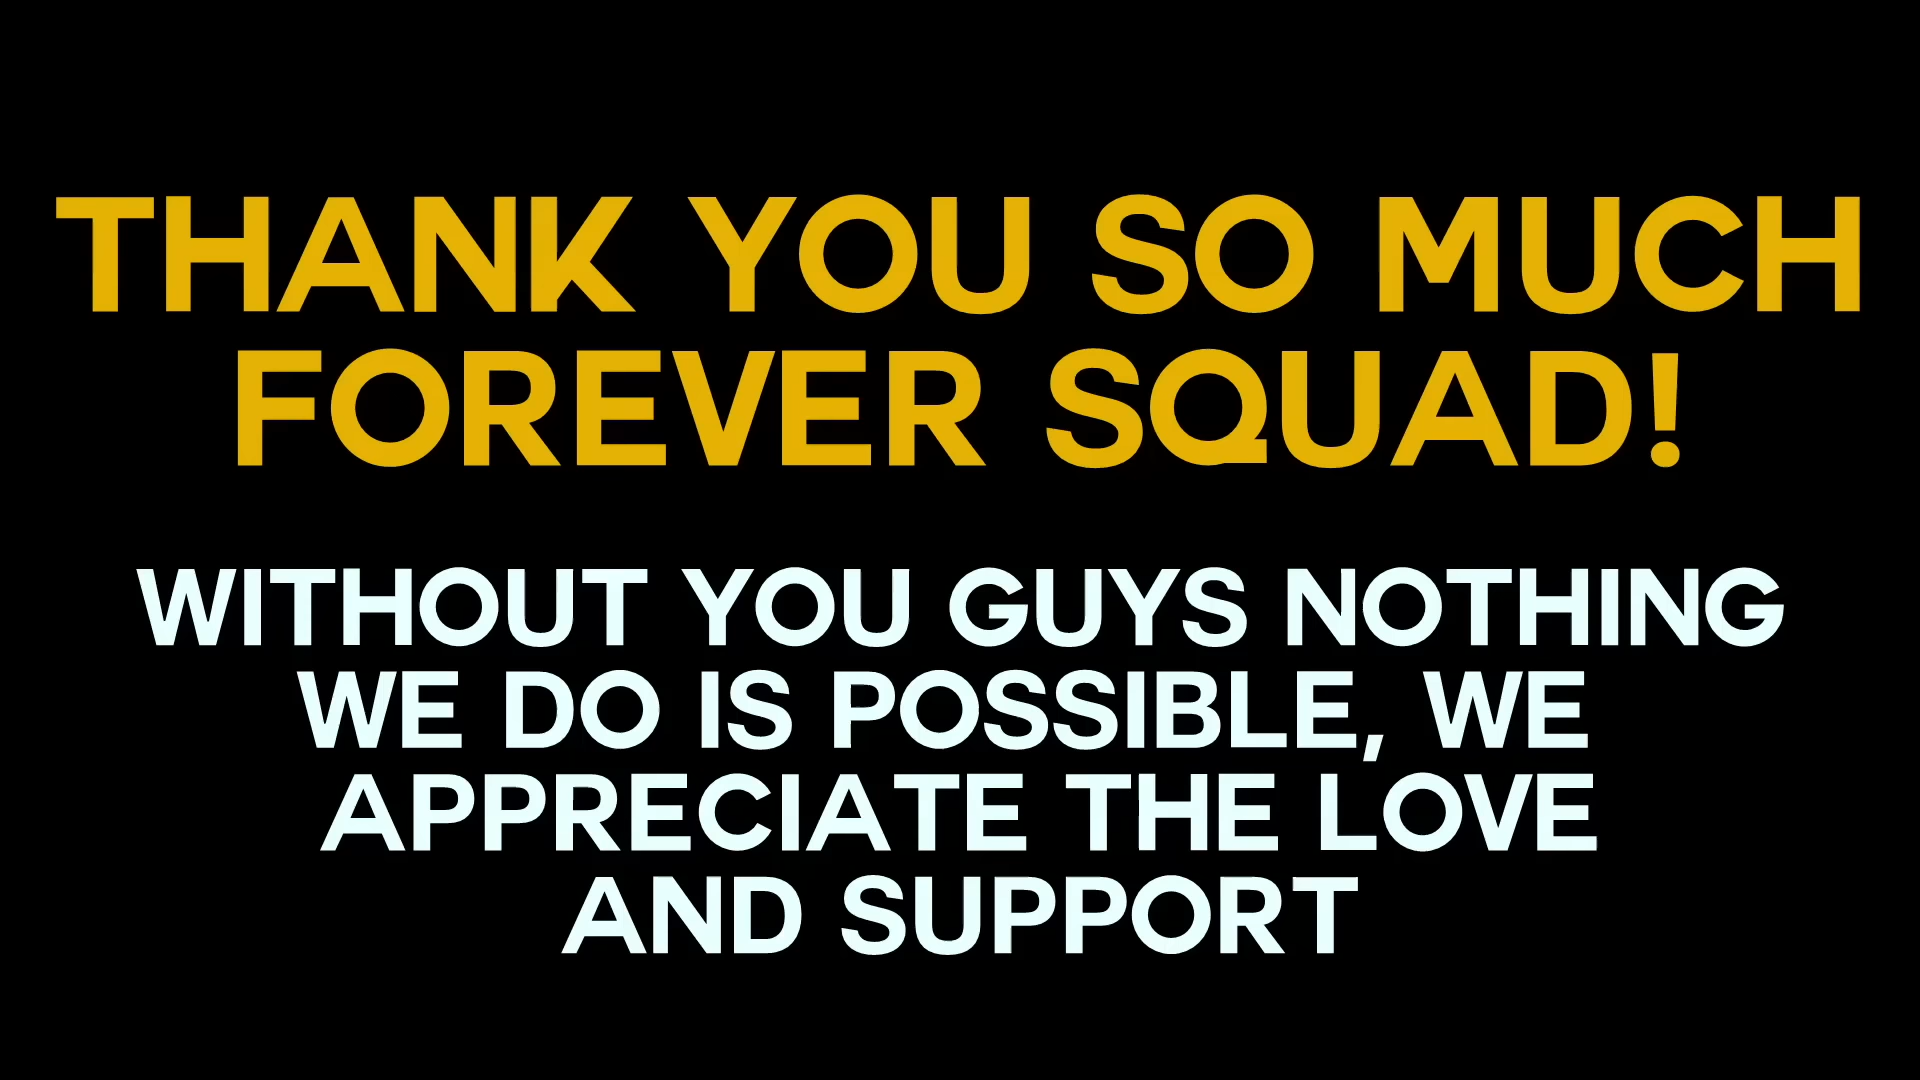 THANK YOU SO MUCH
FOREVER SQUAD!
WITHOUT YOU GUYS NOTHING
WE DO IS POSSIBLE, WE
APPRECIATE THE LOVE
AND SUPPORT